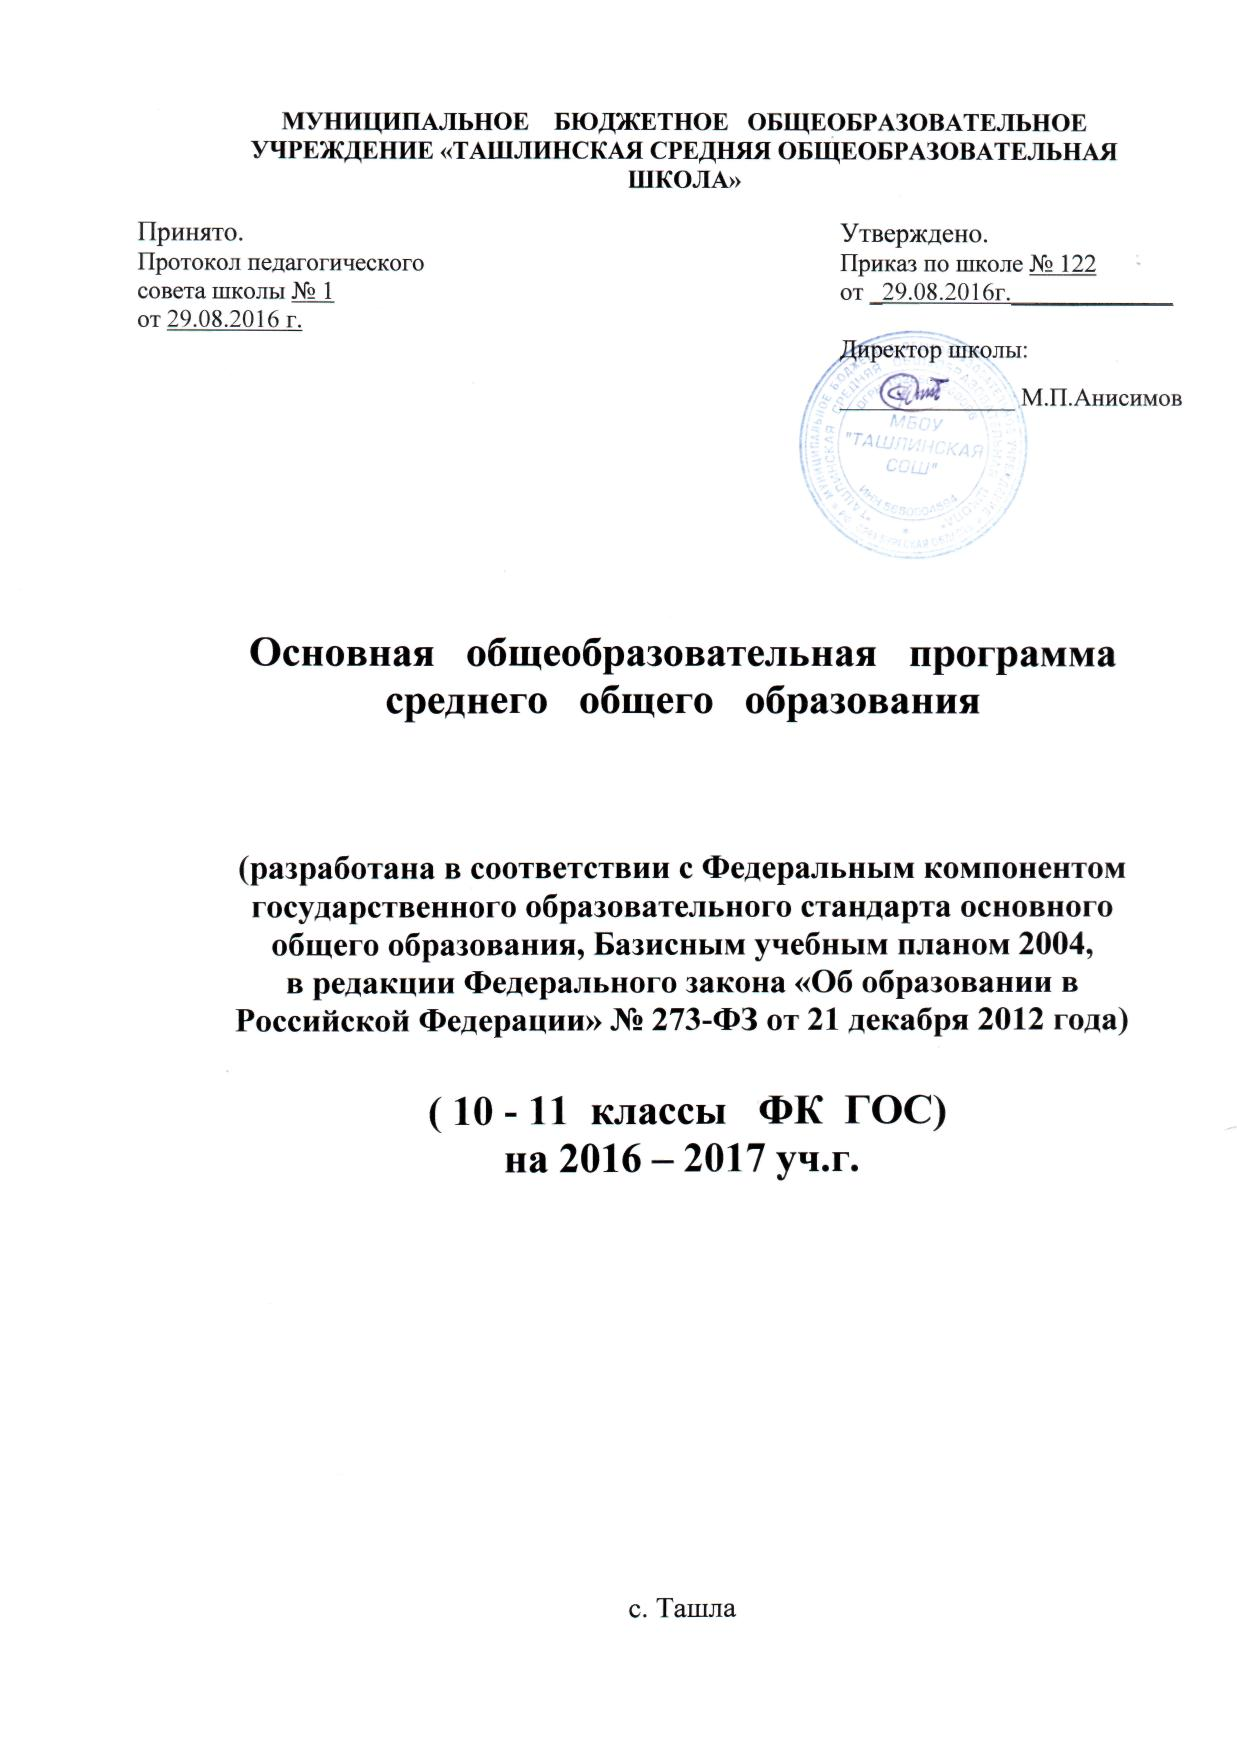 МУНИЦИПАЛЬНОЕ БЮДЖЕТНОЕ ОБЩЕОБРАЗОВАТЕЛЬНОЕ
УЧРЕЖДЕНИЕ «ТАШЛИНСКАЯ СРЕДНЯЯ ОБЩЕОБРАЗОВАТЕЛЬНАЯ
ШКОЛА»
Принято.
Протокол педагогического
совета школы № 1
от 29.08.2016 г.
Утверждено.
Приказ по школе № 122
от _29.08.2016г.
Директор школы:
М.П.Анисимов
МБОУ
"ТАШЛИНСКАЯ
СОШ"
Основная общеобразовательная программа
среднего общего образования
(разработана в соответствии с Федеральным компонентом
государственного образовательного стандарта основного
общего образования, Базисным учебным планом 2004,
в редакции Федерального закона «Об образовании в
Российской Федерации» № 273-ФЗ от 21 декабря 2012 года)
( 10 - 11 классы ФК ГОС)
на 2016 – 2017 уч.г.
с. Ташла